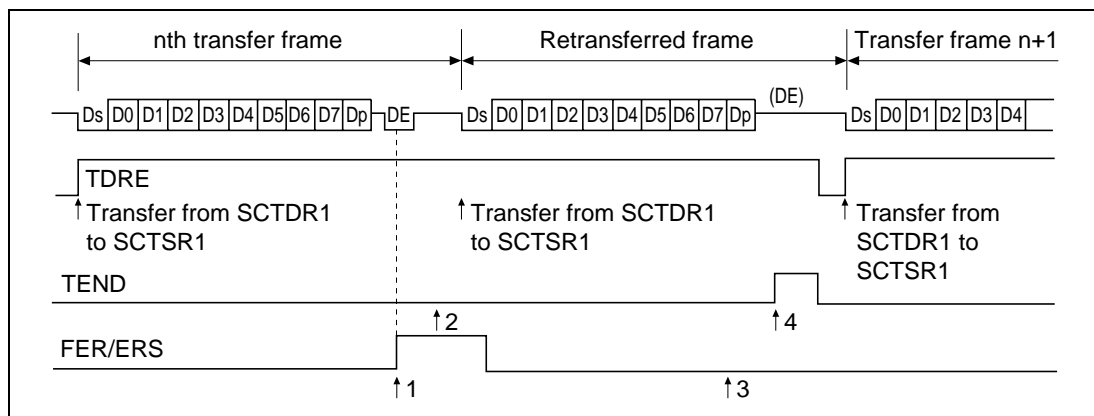 nth transfer frame
Retransferred frame
Transfer frame n+1
(DE)
Ds D0 D1 D2 D3 D4 D5 D6 D7 Dp DE Ds D0 D1 D2 D3 D4 D5 D6 D7 Dp Ds D0 D1 D2 D3 D4
TDRE
↑Transfer from SCTDR1
to SCTSR1
↑Transfer from SCTDR1
to SCTSR1
↑Transfer from
SCTDR1 to
SCTSR1
TEND
↑2
↑4
FER/ERS
↑1
↑3